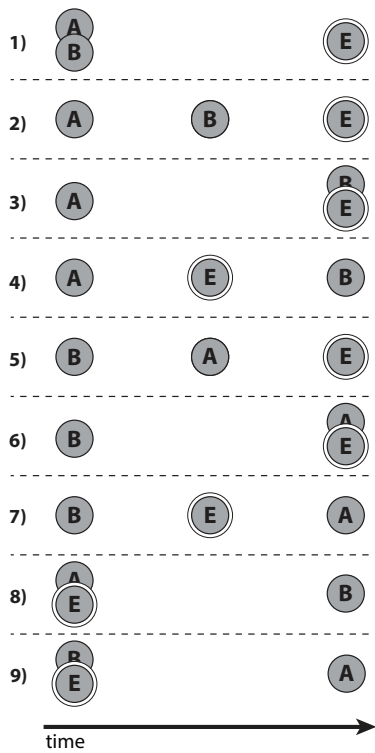 1) A B E
2) A B E
3) A B E
4) A E B
5) B A E
6) B A E
7) B E A
8) A E B
9) B E A
time